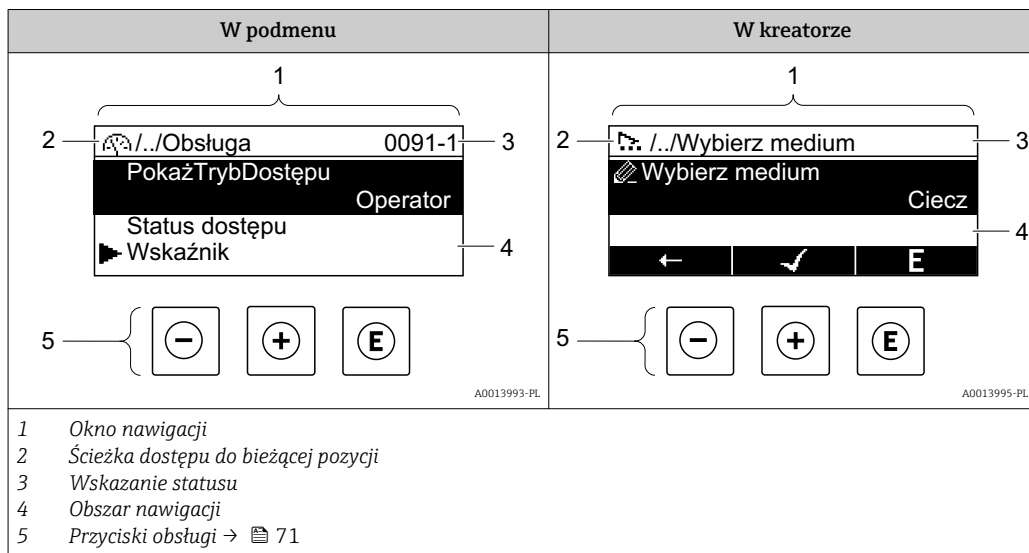 W podmenu
W kreatorze
1
2
/../Obsługa 0091-1
3
PokażTrybDostępu
Operator
Status dostępu
Wskaźnik
4
5
- + E
A0013993-PL
1
2
/../Wybierz medium
3
Wybierz medium
Ciecz
4
← ✓ E
5
- + E
A0013995-PL
1 Okno nawigacji
2 Ścieżka dostępu do bieżącej pozycji
3 Wskazanie statusu
4 Obszar nawigacji
5 Przyciski obsługi → 71